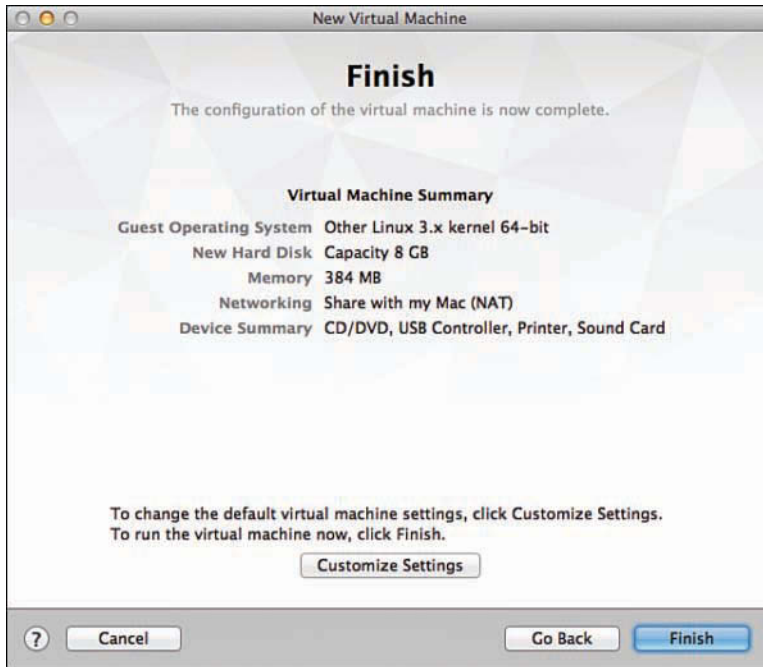 New Virtual Machine
Finish
The configuration of the virtual machine is now complete.
Virtual Machine Summary
Guest Operating System Other Linux 3.x kernel 64-bit
New Hard Disk Capacity 8 GB
Memory 384 MB
Networking Share with my Mac (NAT)
Device Summary CD/DVD, USB Controller, Printer, Sound Card
To change the default virtual machine settings, click Customize Settings.
To run the virtual machine now, click Finish.
Customize Settings
? Cancel Go Back Finish